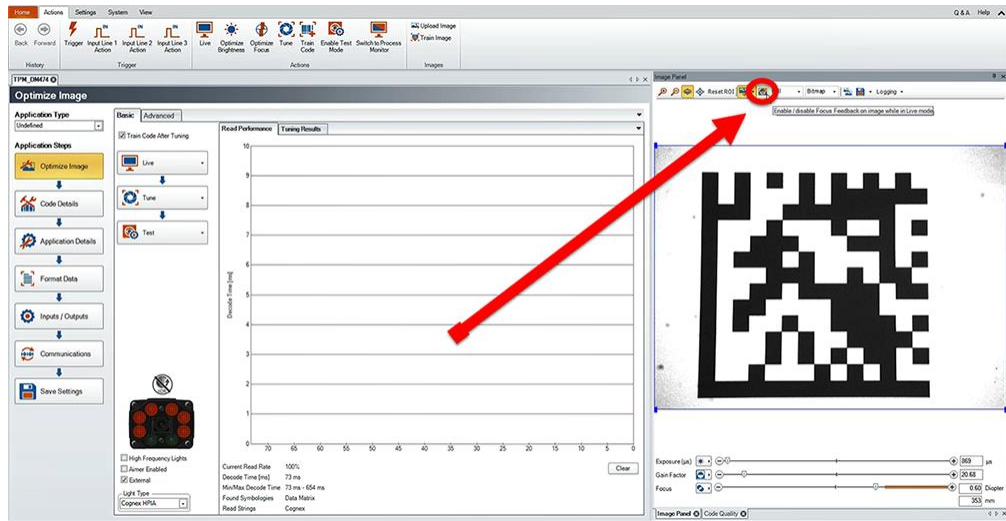 Home Actions Settings System View Q & A Help
Back Forward Trigger Input Line 1 Action Input Line 2 Action Input Line 3 Action Live Optimize Brightness Optimize Focus Tune Train Code Enable Test Mode Switch to Process Monitor Upload Image
Train Image
History Trigger Actions Images
TPM_DM474
Image Panel
Optimize Image
Reset ROI Bitmap Logging
Enable / disable Focus Feedback on image while in Live mode.
Application Type
Undefined
Application Steps
Optimize Image
Code Details
Application Details
Format Data
Inputs / Outputs
Communications
Save Settings
Basic Advanced
Train Code After Tuning
Live
Tune
Test
High Frequency Lights
Aimer Enabled
External
Light Type
Cognex HPIA
Read Performance Tuning Results
Decode Time [ms]
10
9
8
7
6
5
4
3
2
1
0
70 65 60 55 50 45 40 35 30 25 20 15 10 5 0
Current Read Rate 100%
Decode Time [ms] 73 ms
Min/Max Decode Time 73 ms - 654 ms
Found Symbologies Data Matrix
Read Strings Cognex
Clear
Exposure (µs) 869 µs
Gain Factor 20.68
Focus 0.60 Diopter
353 mm
Image Panel Code Quality